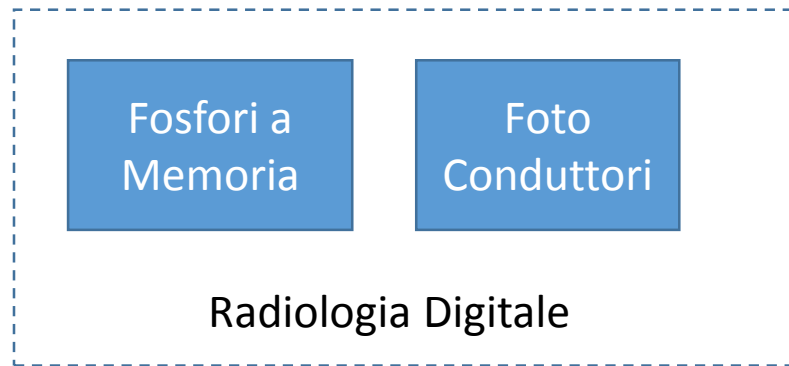 Fosfori a
Memoria
Foto
Conduttori
Radiologia Digitale